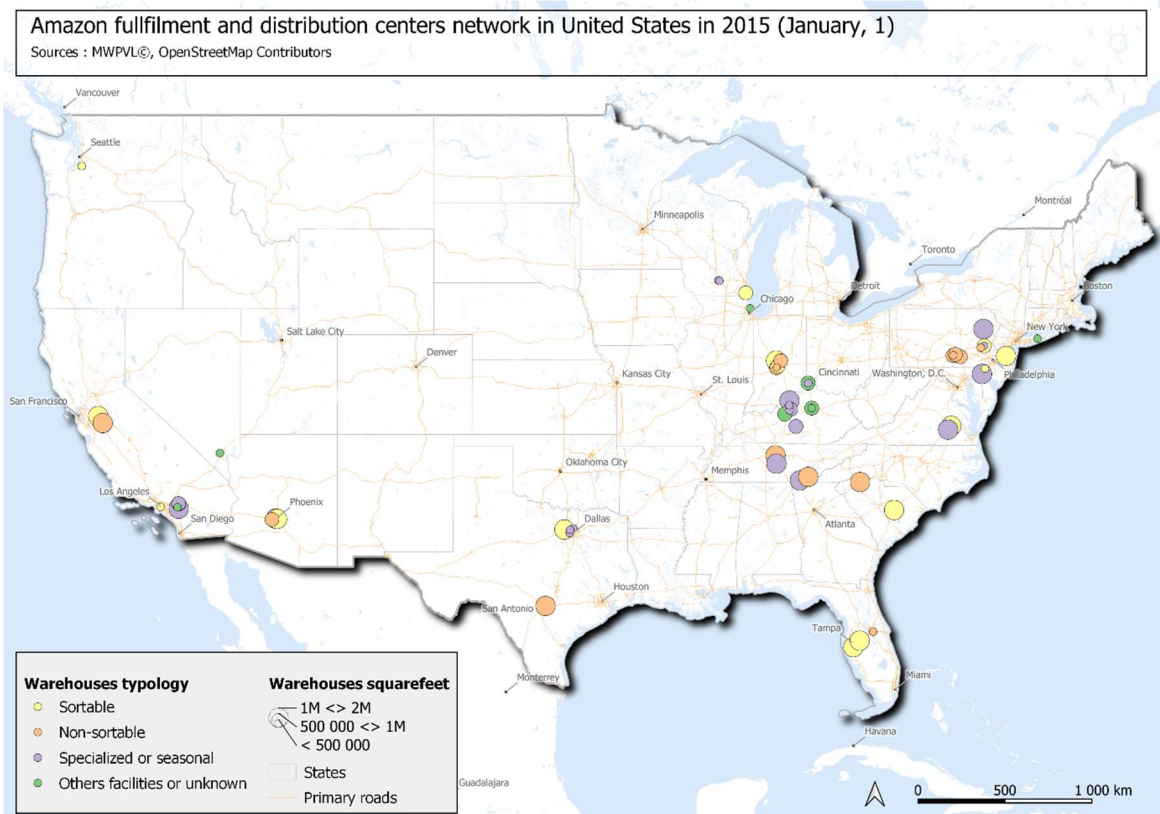 Amazon fullfilment and distribution centers network in United States in 2015 (January, 1)
Sources : MWPVL©, OpenStreetMap Contributors
Vancouver
Seattle
Montréal
Minneapolis
Toronto
Boston
Detroit
Chicago
New York
Salt Lake City
Denver
Cincinnati
Washington, D.C.
Philadelphia
Kansas City
St. Louis
San Francisco
Oklahoma City
Memphis
Los Angeles
Phoenix
San Diego
Dallas
Atlanta
Houston
San Antonio
Tampa
Miami
Monterrey
Havana
Guadalajara
Warehouses typology
Sortable
Non-sortable
Specialized or seasonal
Others facilities or unknown
Warehouses squarefeet
1M <> 2M
500 000 <> 1M
< 500 000
States
Primary roads
0 500 1 000 km